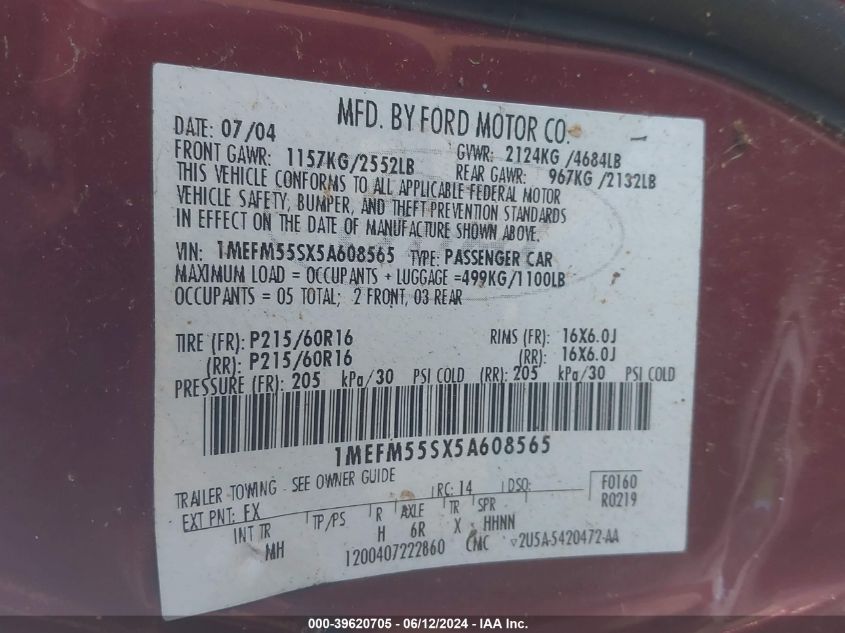 MFD. BY FORD MOTOR CO.
DATE: 07/04 GVWR: 2124KG /4684LB
FRONT GAWR: 1157KG/2552LB REAR GAWR: 967KG /2132LB
THIS VEHICLE CONFORMS TO ALL APPLICABLE FEDERAL MOTOR
VEHICLE SAFETY, BUMPER, AND THEFT PREVENTION STANDARDS
IN EFFECT ON THE DATE OF MANUFACTURE SHOWN ABOVE.
VIN: 1MEFM55SX5A608565 TYPE: PASSENGER CAR
MAXIMUM LOAD = OCCUPANTS + LUGGAGE =499KG/1100LB
OCCUPANTS = 05 TOTAL; 2 FRONT, 03 REAR
TIRE (FR): P215/60R16 RIMS (FR): 16X6.0J
(RR): P215/60R16 (RR): 16X6.0J
PRESSURE (FR): 205 kPa/30 PSI COLD (RR): 205 kPa/30 PSI COLD
1MEFM55SX5A608565
TRAILER TOWING - SEE OWNER GUIDE RC: 14 DSO: F0160
EXT PNT: FX R0219
INT TR TP/PS R AXLE TR SPR
MH H 6R X HHNN
1200407222860 CMC 2U5A-5420472-AA
000-39620705 - 06/12/2024 - IAA Inc.